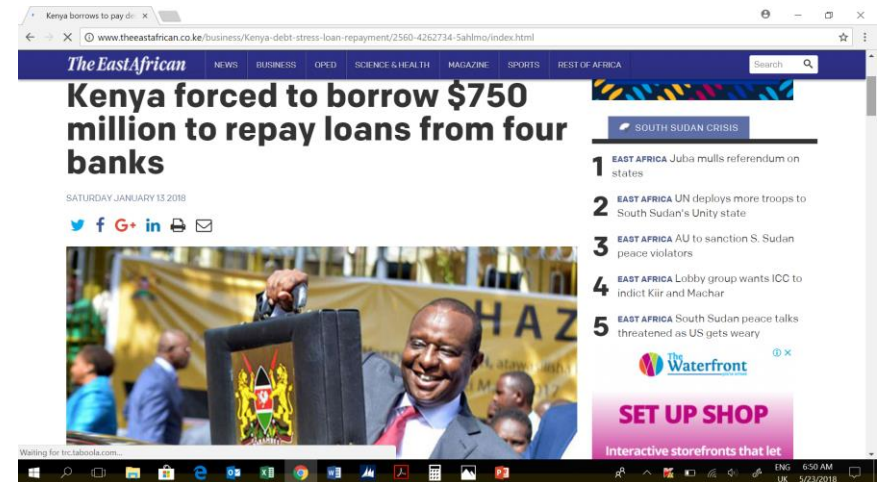 Kenya borrows to pay de
www.theeastafrican.co.ke/business/Kenya-debt-stress-loan-repayment/2560-4262734-5ahlmo/index.html
The EastAfrican NEWS BUSINESS OPED SCIENCE & HEALTH MAGAZINE SPORTS REST OF AFRICA Search
Kenya forced to borrow $750
million to repay loans from four
banks
SATURDAY JANUARY 13 2018
HAZ
SOUTH SUDAN CRISIS
1 EAST AFRICA Juba mulls referendum on
states
2 EAST AFRICA UN deploys more troops to
South Sudan's Unity state
3 EAST AFRICA AU to sanction S. Sudan
peace violators
4 EAST AFRICA Lobby group wants ICC to
indict Kiir and Machar
5 EAST AFRICA South Sudan peace talks
threatened as US gets weary
The
Waterfront
SET UP SHOP
Interactive storefronts that let
Waiting for trc.taboola.com...
ENG 6:50 AM
UK 5/23/2018